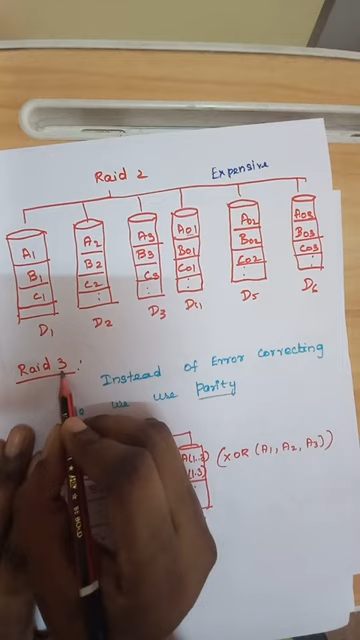 Raid 2 Expensive
A1 A2 A3 A01 A02 A03
B1 B2 B3 B01 B02 B03
C1 C2 C3 C01 C02 C03
D1 D2 D3 D5 D6
Raid 3:
Instead of Error correcting
we use parity
(XOR (A1, A2, A3))